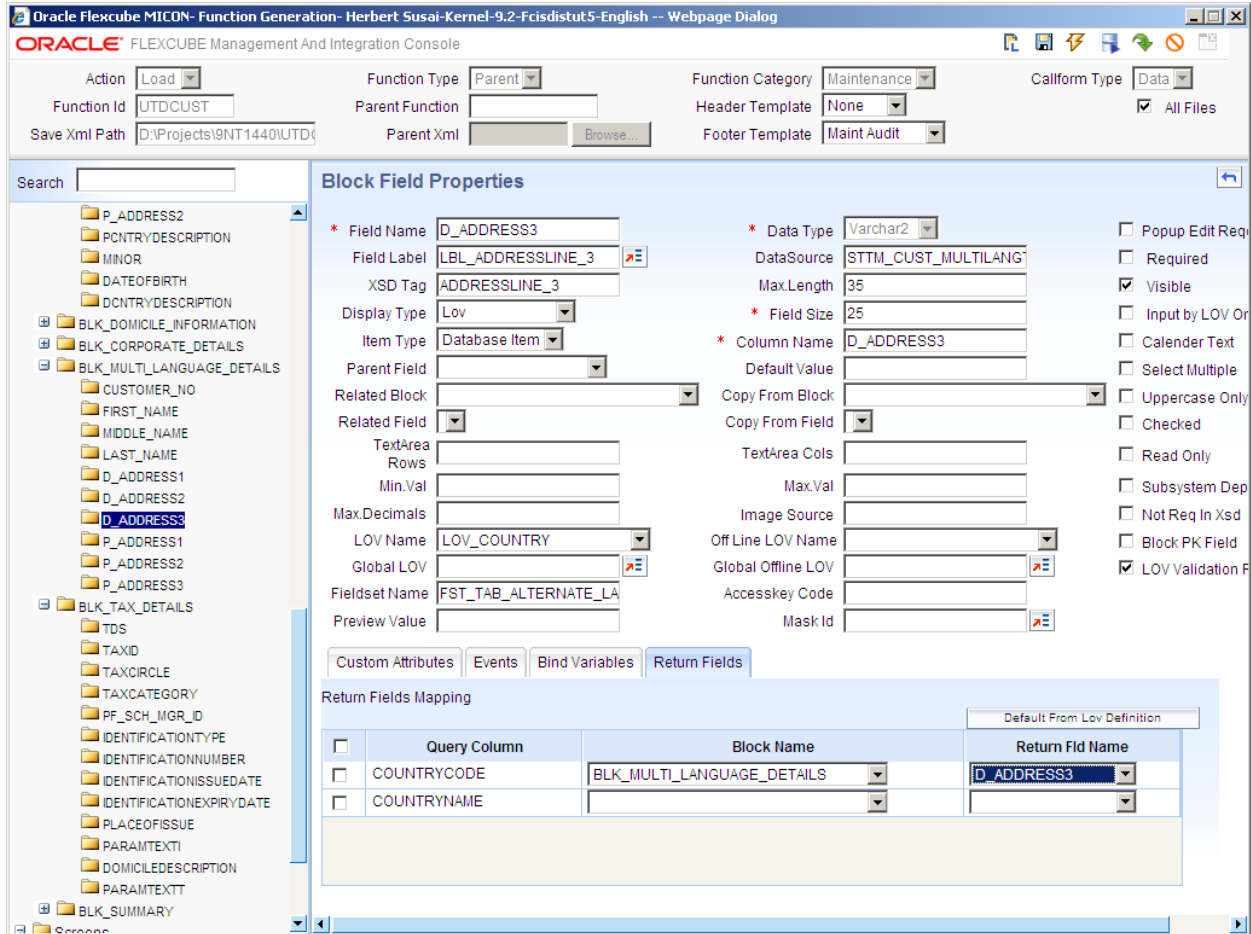 Oracle Flexcube MICON- Function Generation- Herbert Susai-Kernel-9.2-Fcisdistut5-English -- Webpage Dialog
ORACLE FLEXCUBE Management And Integration Console
Action Load Function Type Parent Function Category Maintenance Callform Type Data
Function Id UTDCUST Parent Function Header Template None All Files
Save Xml Path D:\Projects\9NT1440\UTD Parent Xml Browse... Footer Template Maint Audit
Search
P_ADDRESS2
PCNTRYDESCRIPTION
MINOR
DATEOFBIRTH
DCNTRYDESCRIPTION
BLK_DOMICILE_INFORMATION
BLK_CORPORATE_DETAILS
BLK_MULTI_LANGUAGE_DETAILS
CUSTOMER_NO
FIRST_NAME
MIDDLE_NAME
LAST_NAME
D_ADDRESS1
D_ADDRESS2
D_ADDRESS3
P_ADDRESS1
P_ADDRESS2
P_ADDRESS3
BLK_TAX_DETAILS
TDS
TAXID
TAXCIRCLE
TAXCATEGORY
PF_SCH_MGR_ID
IDENTIFICATIONTYPE
IDENTIFICATIONNUMBER
IDENTIFICATIONISSUEDATE
IDENTIFICATIONEXPIRYDATE
PLACEOFISSUE
PARAMTEXTI
DOMICILEDESCRIPTION
PARAMTEXTT
BLK_SUMMARY
Screens
Block Field Properties
* Field Name D_ADDRESS3 * Data Type Varchar2 Popup Edit Req
Field Label LBL_ADDRESSLINE_3 DataSource STTM_CUST_MULTILANGT Required
XSD Tag ADDRESSLINE_3 Max.Length 35 Visible
Display Type Lov * Field Size 25 Input by LOV On
Item Type Database Item * Column Name D_ADDRESS3 Calender Text
Parent Field Default Value Select Multiple
Related Block Copy From Block Uppercase Only
Related Field Copy From Field Checked
TextArea Rows TextArea Cols Read Only
Min.Val Max.Val Subsystem Dep
Max.Decimals Image Source Not Req In Xsd
LOV Name LOV_COUNTRY Off Line LOV Name Block PK Field
Global LOV Global Offline LOV LOV Validation R
Fieldset Name FST_TAB_ALTERNATE_LA Accesskey Code
Preview Value Mask Id
Custom Attributes Events Bind Variables Return Fields
Return Fields Mapping
Default From Lov Definition
Query Column Block Name Return Fld Name
COUNTRYCODE BLK_MULTI_LANGUAGE_DETAILS D_ADDRESS3
COUNTRYNAME